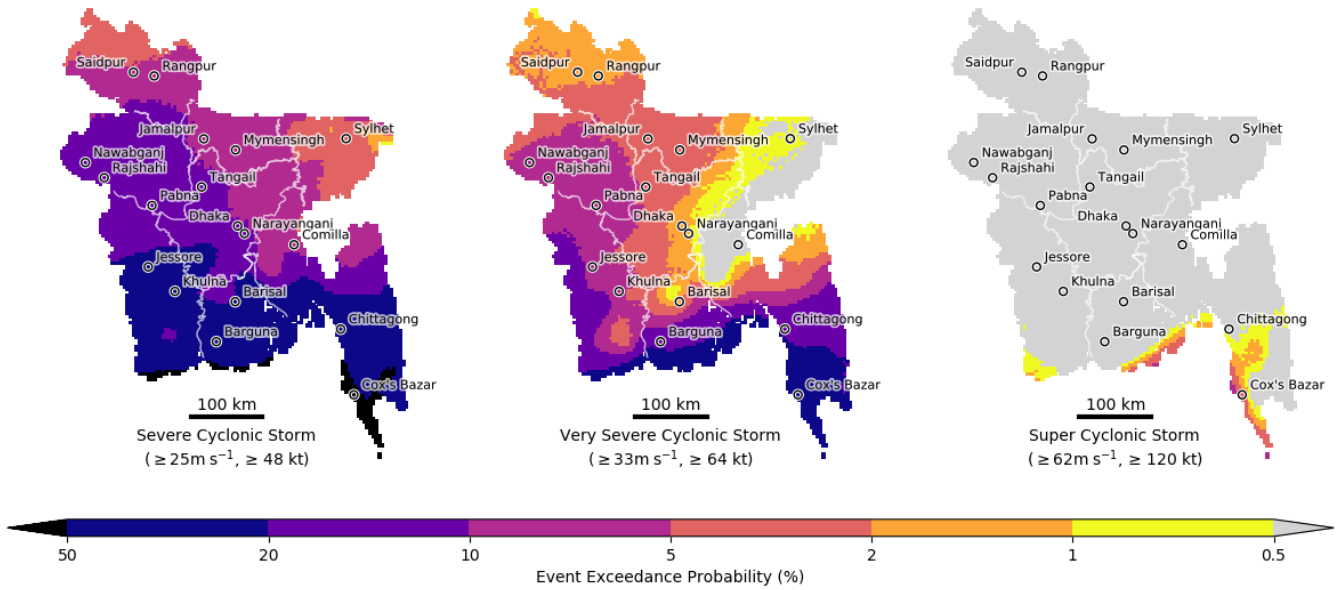 Saidpur
Rangpur
Jamalpur
Mymensingh
Sylhet
Nawabganj
Rajshahi
Tangail
Pabna
Dhaka
Narayangani
Comilla
Jessore
Khulna
Barisal
Barguna
Chittagong
Cox's Bazar
100 km
Severe Cyclonic Storm
(≥25m s⁻¹, ≥ 48 kt)
Saidpur
Rangpur
Jamalpur
Mymensingh
Sylhet
Nawabganj
Rajshahi
Tangail
Pabna
Dhaka
Narayangani
Comilla
Jessore
Khulna
Barisal
Barguna
Chittagong
Cox's Bazar
100 km
Very Severe Cyclonic Storm
(≥33m s⁻¹, ≥ 64 kt)
Saidpur
Rangpur
Jamalpur
Mymensingh
Sylhet
Nawabganj
Rajshahi
Tangail
Pabna
Dhaka
Narayangani
Comilla
Jessore
Khulna
Barisal
Barguna
Chittagong
Cox's Bazar
100 km
Super Cyclonic Storm
(≥62m s⁻¹, ≥ 120 kt)
50 20 10 5 2 1 0.5
Event Exceedance Probability (%)